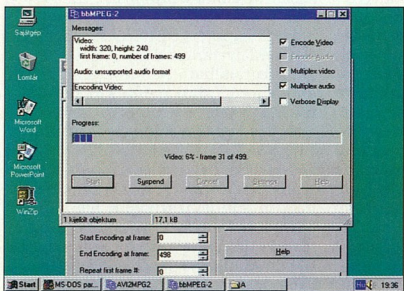 bbMPEG-2
Sajátgép
Lomtár
Microsoft Word
Microsoft PowerPoint
WinZip
Messages:
Video:
width: 320, height: 240
first frame: 0, number of frames: 499
Audio: unsupported audio format
Encoding Video:
Encode Video
Encode Audio
Multiplex video
Multiplex audio
Verbose Display
Progress:
Video: 6% - frame 31 of 499.
Start
Suspend
Cancel
Settings
Help
1 kijelölt objektum
17,1 kB
Start Encoding at frame:
0
End Encoding at frame:
498
Help
Repeat first frame #:
0
Start
MS-DOS par...
AVI2MPG2
bbMPEG-2
A
Hu
19:36